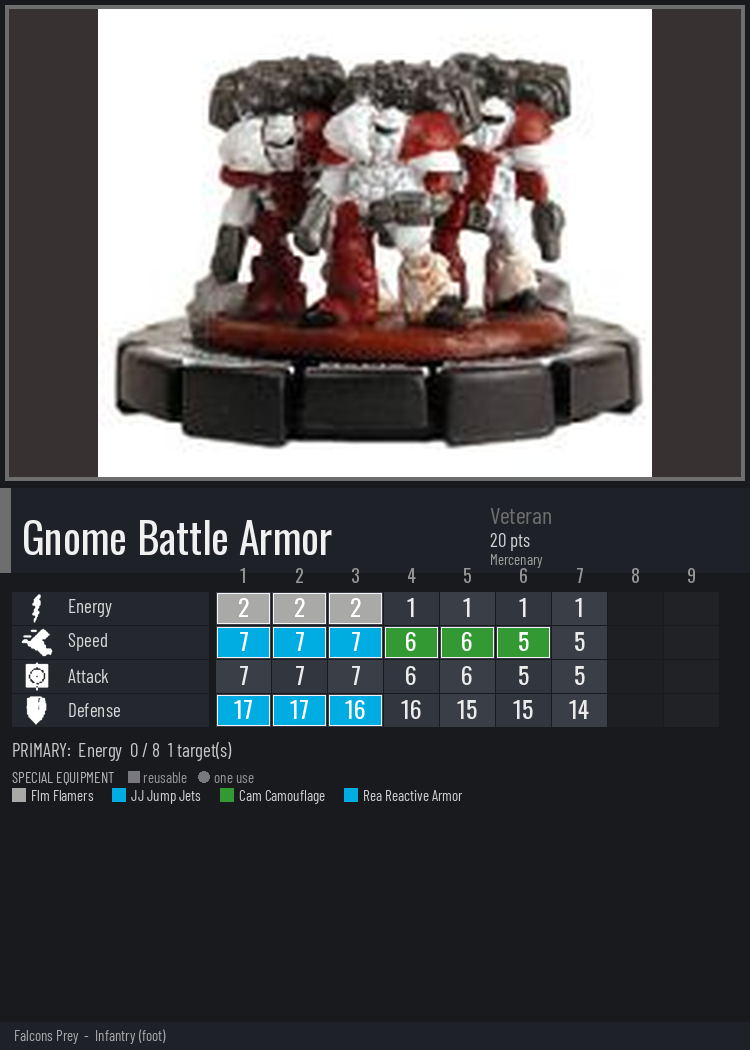 Gnome Battle Armor
Veteran
20 pts
Mercenary
1 2 3 4 5 6 7 8 9
Energy 2 2 2 1 1 1 1
Speed 7 7 7 6 6 5 5
Attack 7 7 7 6 6 5 5
Defense 17 17 16 16 15 15 14
PRIMARY: Energy 0 / 8 1 target(s)
SPECIAL EQUIPMENT reusable one use
Flm Flamers JJ Jump Jets Cam Camouflage Rea Reactive Armor
Falcons Prey - Infantry (foot)